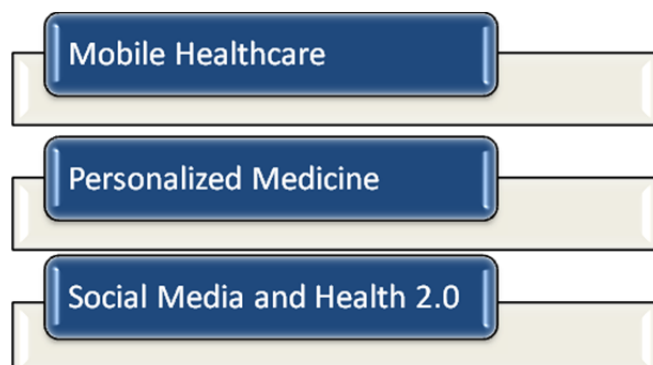 Mobile Healthcare
Personalized Medicine
Social Media and Health 2.0